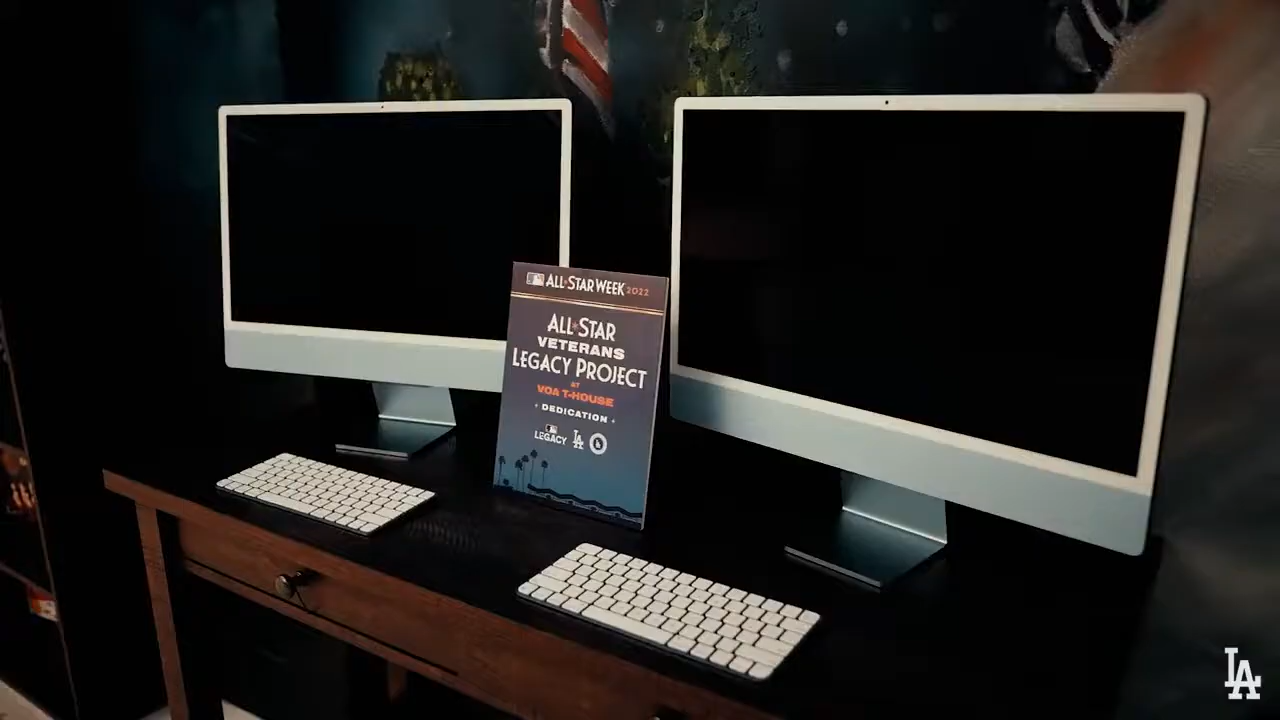 ALL★STAR WEEK 2022
ALL★STAR
VETERANS
LEGACY PROJECT
AT
VOA T-HOUSE
DEDICATION
LEGACY LA
LA